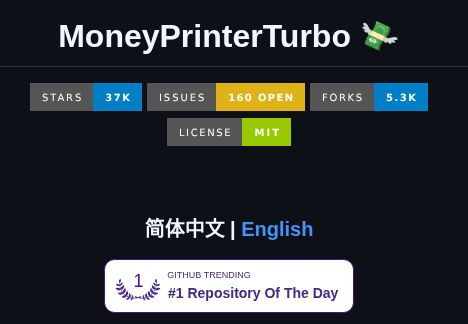 MoneyPrinterTurbo 💸
STARS 37K ISSUES 160 OPEN FORKS 5.3K
LICENSE MIT
简体中文 | English
1 GITHUB TRENDING
#1 Repository Of The Day